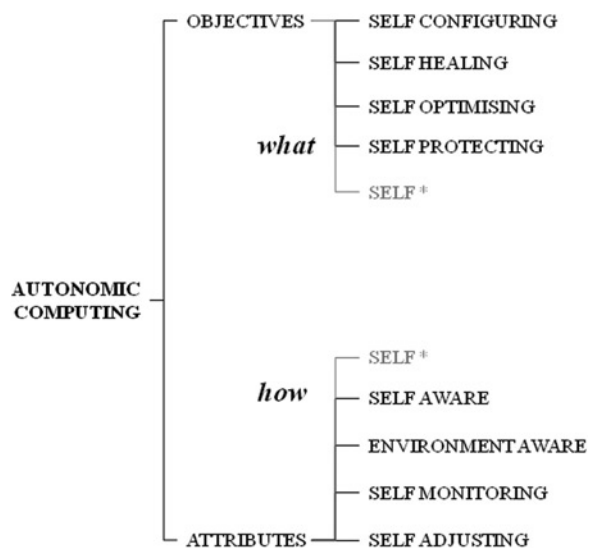 OBJECTIVES
SELF CONFIGURING
SELF HEALING
SELF OPTIMISING
what
SELF PROTECTING
SELF *
AUTONOMIC
COMPUTING
SELF *
how
SELF AWARE
ENVIRONMENT AWARE
SELF MONITORING
ATTRIBUTES
SELF ADJUSTING